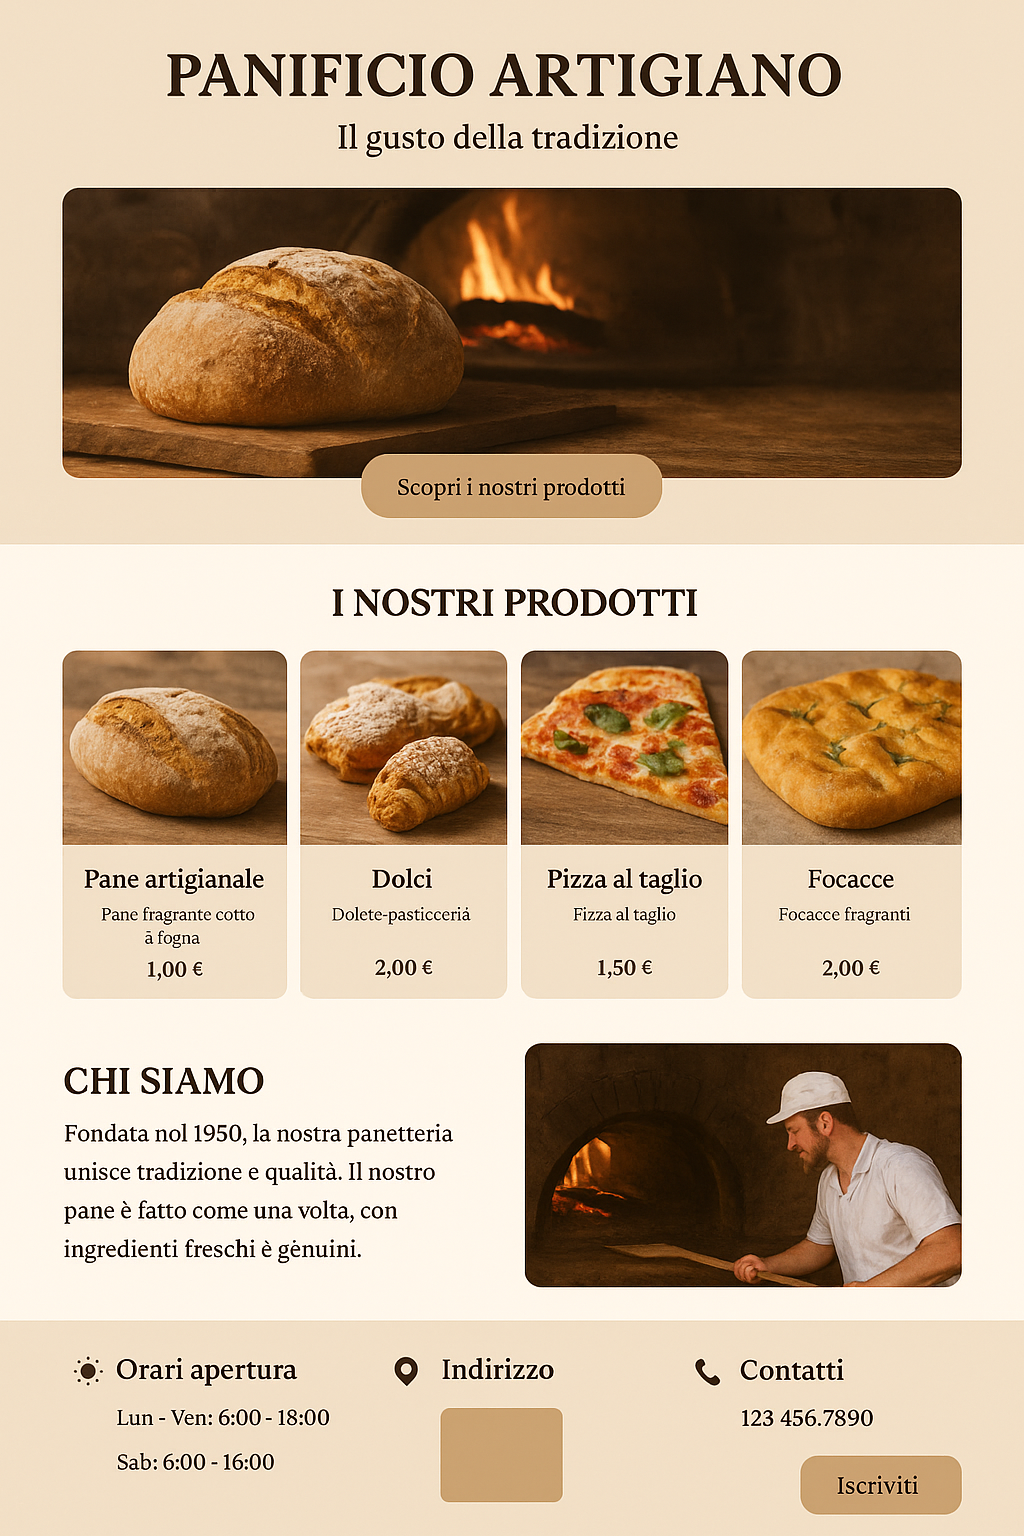 PANIFICIO ARTIGIANO
Il gusto della tradizione
Scopri i nostri prodotti
I NOSTRI PRODOTTI
Pane artigianale
Pane fragrante cotto
ā fogna
1,00 €
Dolci
Dolete-pasticceriȧ
2,00 €
Pizza al taglio
Fizza al taglio
1,50 €
Focacce
Focacce fragranti
2,00 €
CHI SIAMO
Fondata nol 1950, la nostra panetteria
unisce tradizione e qualità. Il nostro
pane è fatto come una volta, con
ingredienti freschi è gėnuini.
Orari apertura
Lun - Ven: 6:00 - 18:00
Sab: 6:00 - 16:00
Indirizzo
Contatti
123 456.7890
Iscriviti